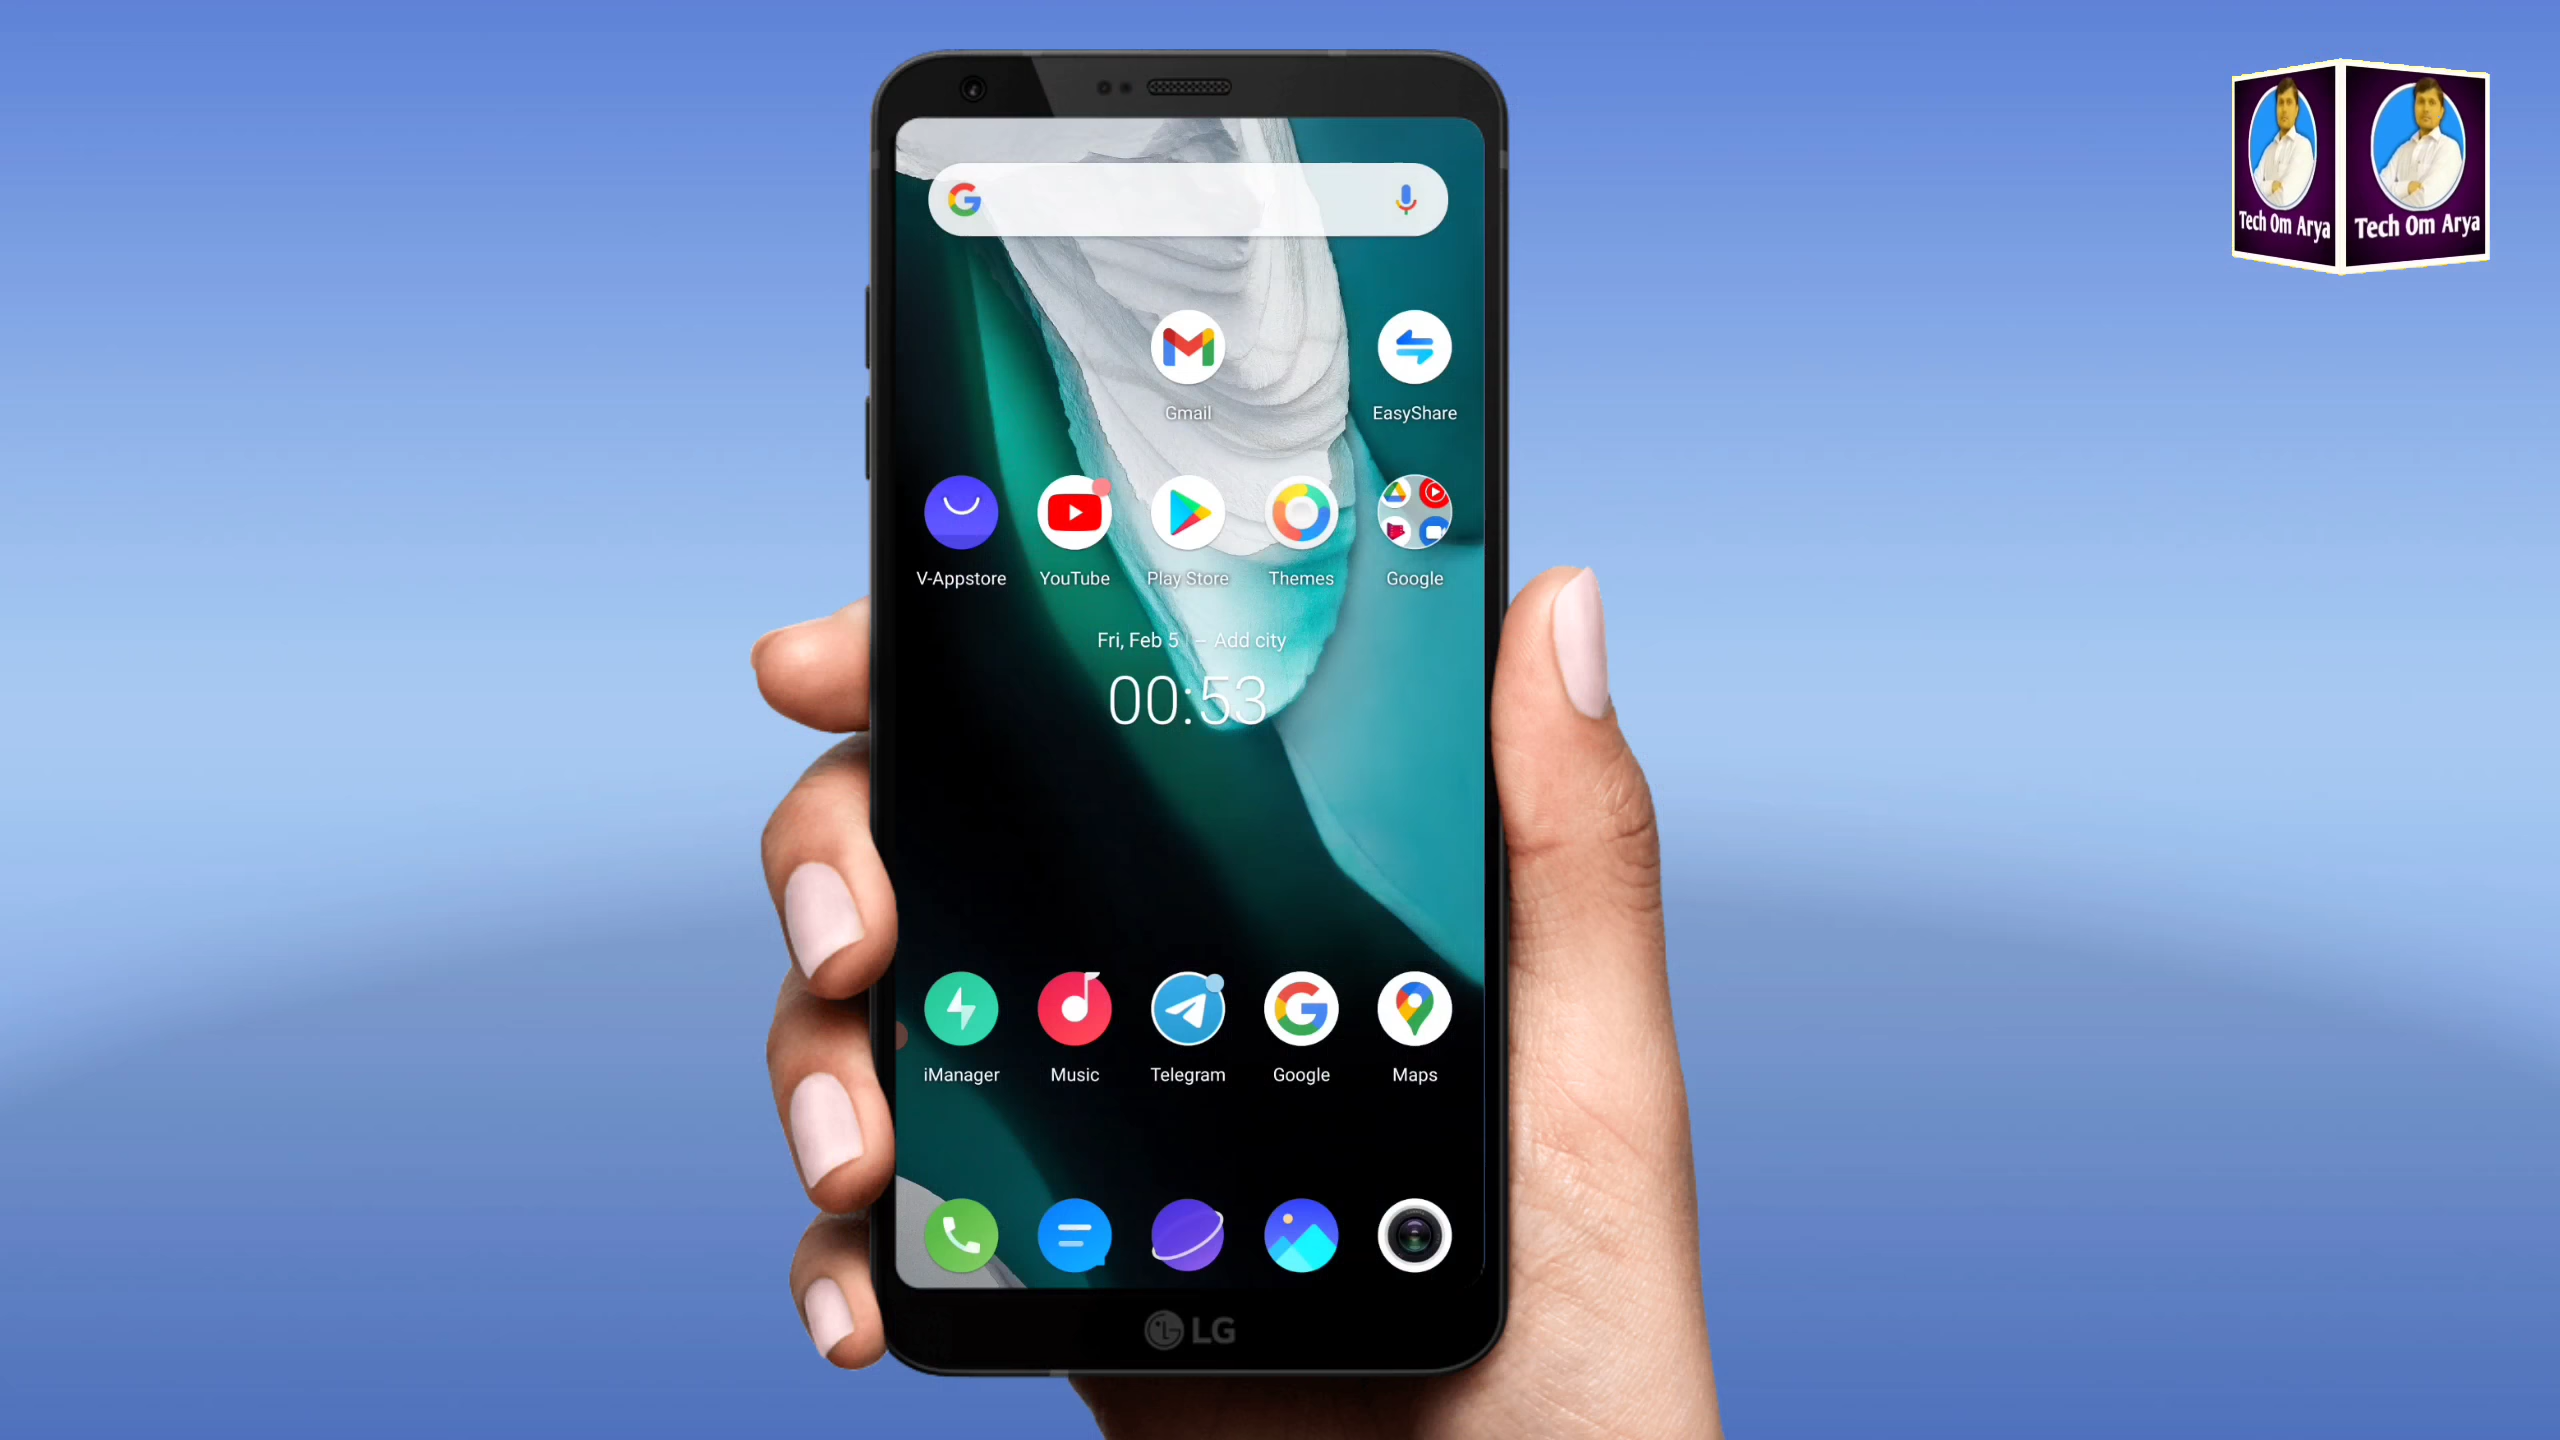 Tech Om Arya
Tech Om Arya
Gmail
EasyShare
V-Appstore
YouTube
Play Store
Themes
Google
Fri, Feb 5 | -- Add city
00:53
iManager
Music
Telegram
Google
Maps
LG